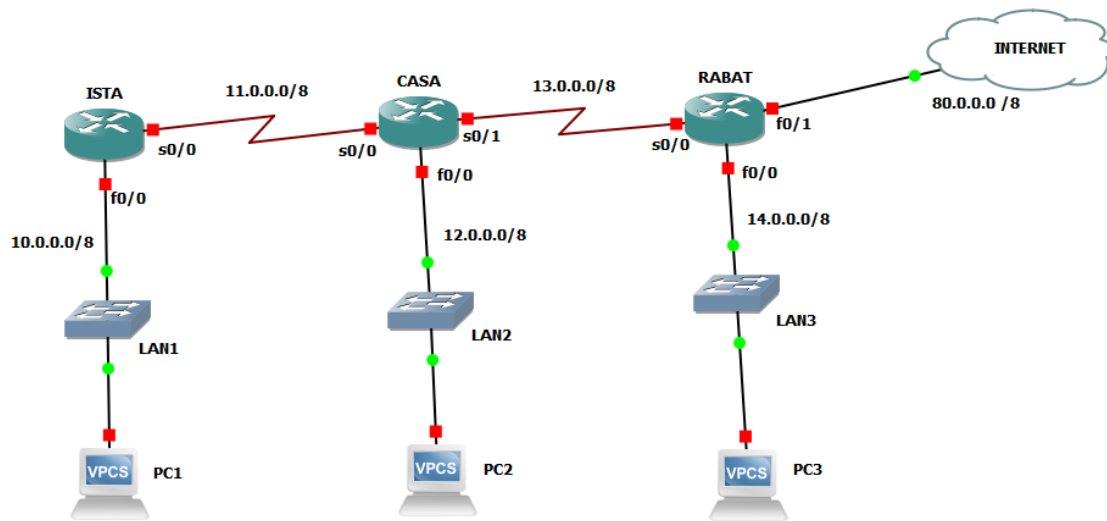 INTERNET
ISTA
11.0.0.0/8
CASA
13.0.0.0/8
RABAT
80.0.0.0 /8
s0/0
s0/0
s0/1
s0/0
f0/1
f0/0
f0/0
f0/0
10.0.0.0/8
12.0.0.0/8
14.0.0.0/8
LAN1
LAN2
LAN3
VPCS
PC1
VPCS
PC2
VPCS
PC3